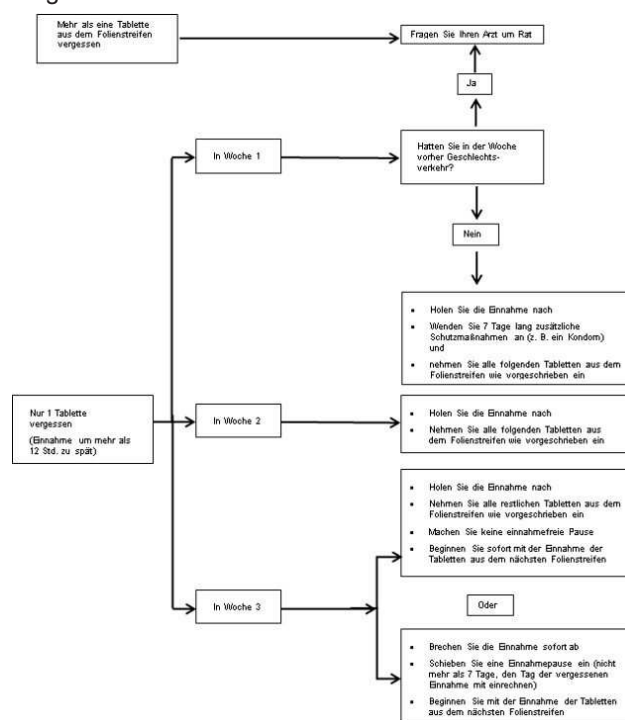 Mehr als eine Tablette
aus dem Folienstreifen
vergessen
Fragen Sie Ihren Arzt um Rat
Ja
In Woche 1
Hatten Sie in der Woche
vorher Geschlechts-
verkehr?
Nein
• Holen Sie die Einnahme nach
• Wenden Sie 7 Tage lang zusätzliche
Schutzmaßnahmen an (z. B. ein Kondom)
und
• nehmen Sie alle folgenden Tabletten aus dem
Folienstreifen wie vorgeschrieben ein
Nur 1 Tablette
vergessen
(Einnahme um mehr als
12 Std. zu spät)
In Woche 2
• Holen Sie die Einnahme nach
• Nehmen Sie alle folgenden Tabletten aus
dem Folienstreifen wie vorgeschrieben ein
• Holen Sie die Einnahme nach
• Nehmen Sie alle restlichen Tabletten aus dem
Folienstreifen wie vorgeschrieben ein
• Machen Sie keine einnahmefreie Pause
• Beginnen Sie sofort mit der Einnahme der
Tabletten aus dem nächsten Folienstreifen
In Woche 3
Oder
• Brechen Sie die Einnahme sofort ab
• Schieben Sie eine Einnahmepause ein (nicht
mehr als 7 Tage, den Tag der vergessenen
Einnahme mit einrechnen)
• Beginnen Sie mit der Einnahme der Tabletten
aus dem nächsten Folienstreifen